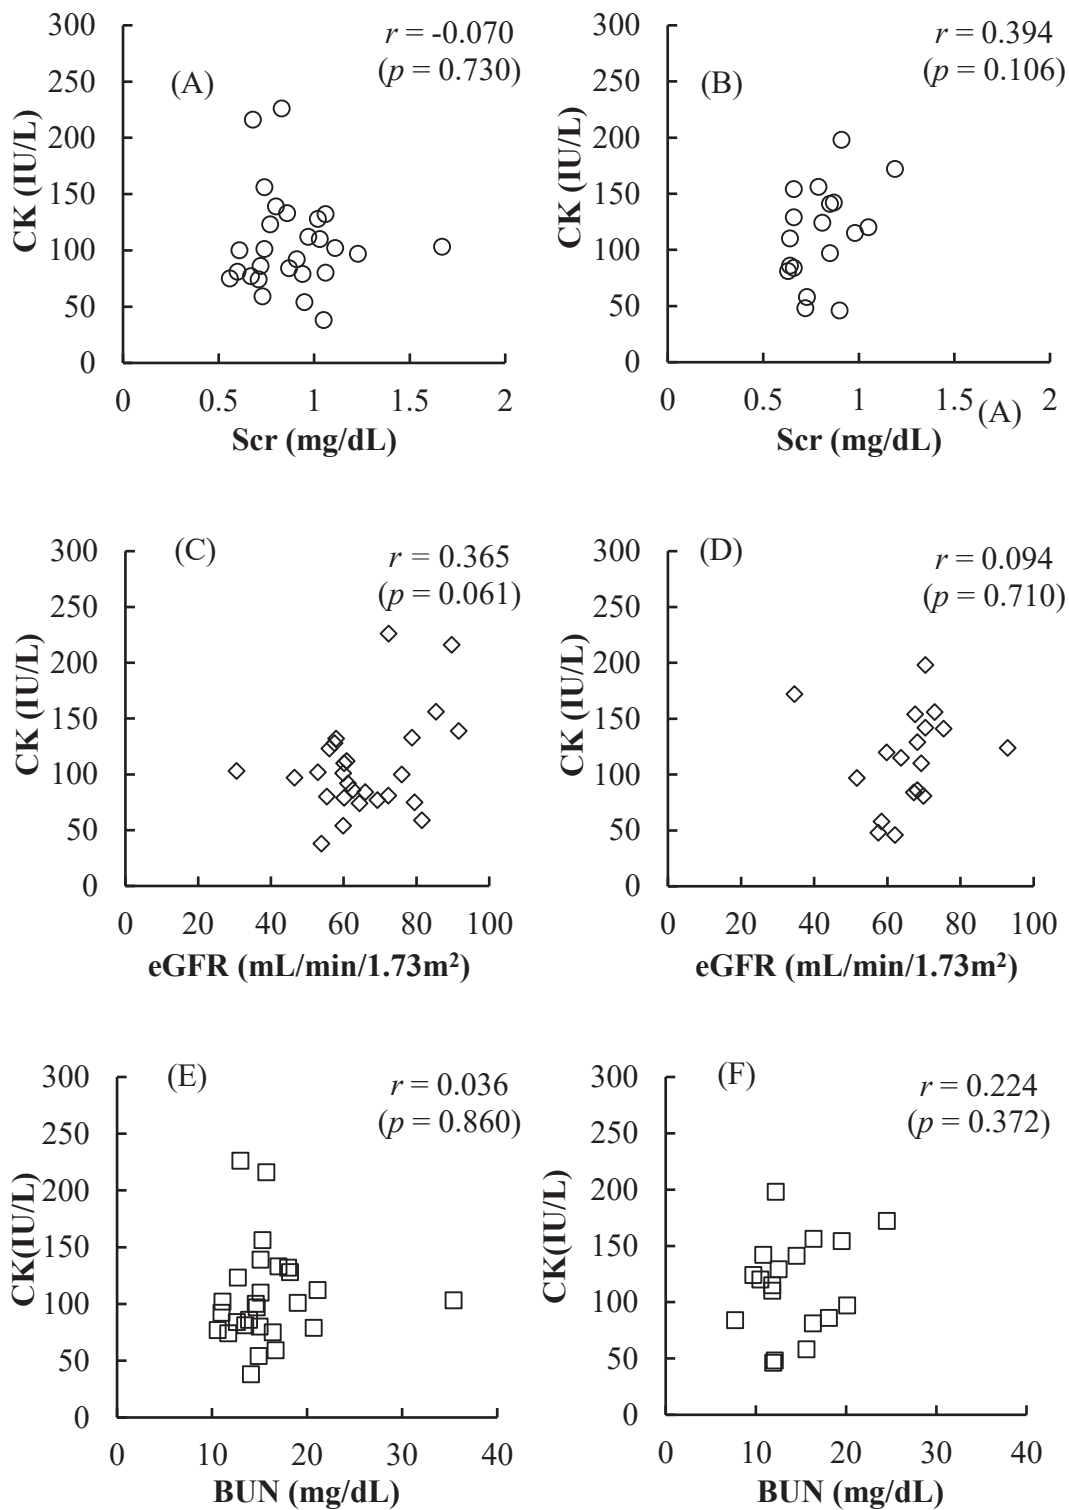 300
250
200
150
100
50
0
CK (IU/L)
(A)
r = -0.070
(p = 0.730)
0 0.5 1 1.5 2
Scr (mg/dL)
300
250
200
150
100
50
0
CK (IU/L)
(B)
r = 0.394
(p = 0.106)
0 0.5 1 1.5 (A) 2
Scr (mg/dL)
300
250
200
150
100
50
0
CK (IU/L)
(C)
r = 0.365
(p = 0.061)
0 20 40 60 80 100
eGFR (mL/min/1.73m²)
300
250
200
150
100
50
0
CK (IU/L)
(D)
r = 0.094
(p = 0.710)
0 20 40 60 80 100
eGFR (mL/min/1.73m²)
300
250
200
150
100
50
0
CK(IU/L)
(E)
r = 0.036
(p = 0.860)
0 10 20 30 40
BUN (mg/dL)
300
250
200
150
100
50
0
CK(IU/L)
(F)
r = 0.224
(p = 0.372)
0 10 20 30 40
BUN (mg/dL)